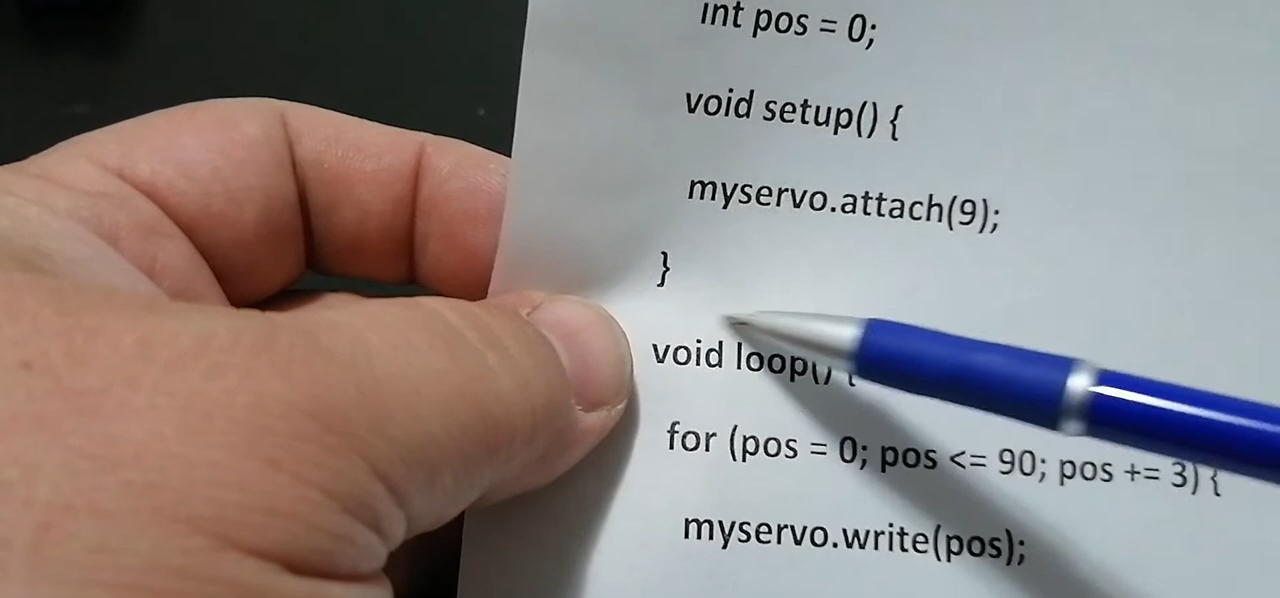 int pos = 0;
void setup() {
myservo.attach(9);
}
void loop() {
for (pos = 0; pos <= 90; pos += 3) {
myservo.write(pos);